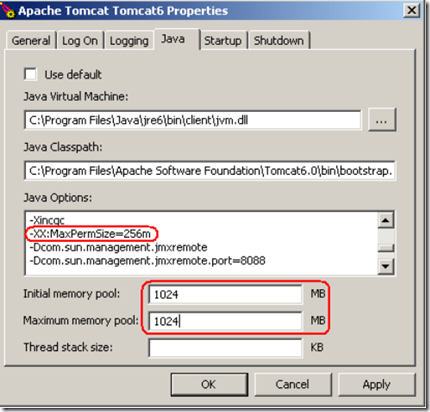 Apache Tomcat Tomcat6 Properties
General Log On Logging Java Startup Shutdown
Use default
Java Virtual Machine:
C:\Program Files\Java\jre6\bin\client\jvm.dll
...
Java Classpath:
C:\Program Files\Apache Software Foundation\Tomcat6.0\bin\bootstrap.
Java Options:
-Xincgc
-XX:MaxPermSize=256m
-Dcom.sun.management.jmxremote
-Dcom.sun.management.jmxremote.port=8088
Initial memory pool: 1024 MB
Maximum memory pool: 1024 MB
Thread stack size: KB
OK Cancel Apply